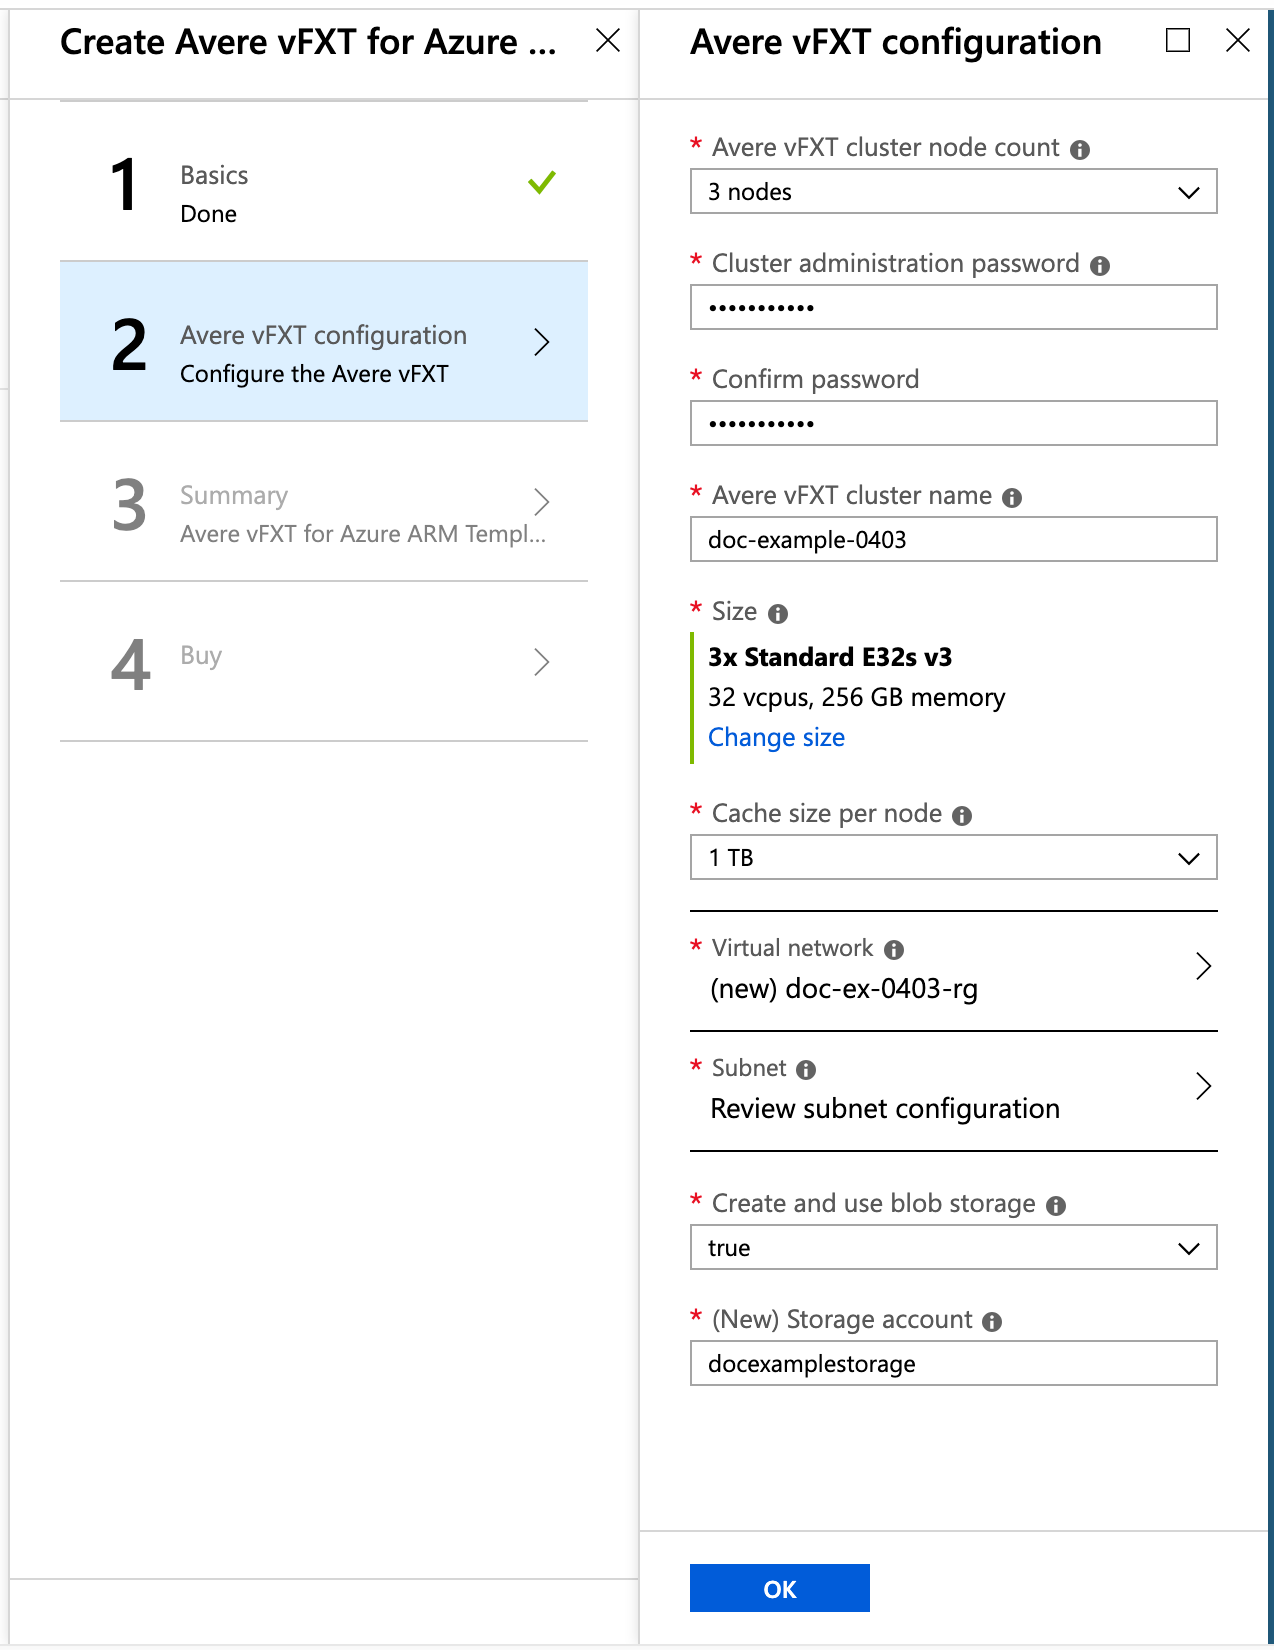 Create Avere vFXT for Azure ...
1
Basics
Done
2
Avere vFXT configuration
Configure the Avere vFXT
3
Summary
Avere vFXT for Azure ARM Templ...
4
Buy
Avere vFXT configuration
* Avere vFXT cluster node count
3 nodes
* Cluster administration password
•••••••••••
* Confirm password
•••••••••••
* Avere vFXT cluster name
doc-example-0403
* Size
3x Standard E32s v3
32 vcpus, 256 GB memory
Change size
* Cache size per node
1 TB
* Virtual network
(new) doc-ex-0403-rg
* Subnet
Review subnet configuration
* Create and use blob storage
true
* (New) Storage account
docexamplestorage
OK